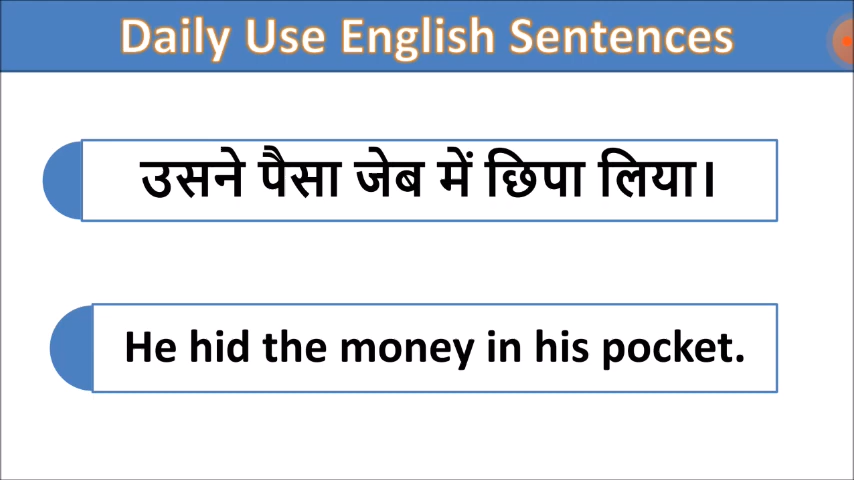 Daily Use English Sentences
उसने पैसा जेब में छिपा लिया।
He hid the money in his pocket.